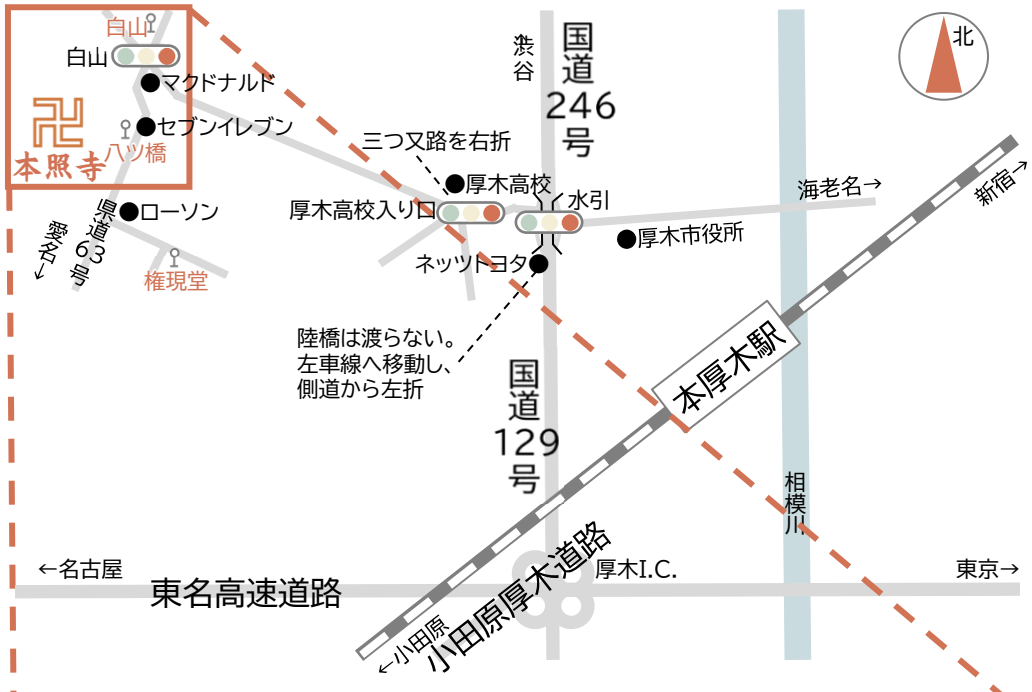 白山
白山
マクドナルド
セブンイレブン
八ツ橋
本照寺
ローソン
県道36号
愛名↓
権現堂
↑渋谷
国道246号
北
三つ又路を右折
厚木高校
厚木高校入り口
水引
海老名→
新宿→
厚木市役所
ネッツトヨタ
陸橋は渡らない。
左車線へ移動し、
側道から左折
国道129号
本厚木駅
相模川
←名古屋
東名高速道路
厚木I.C.
東京→
←小田原
小田原厚木道路